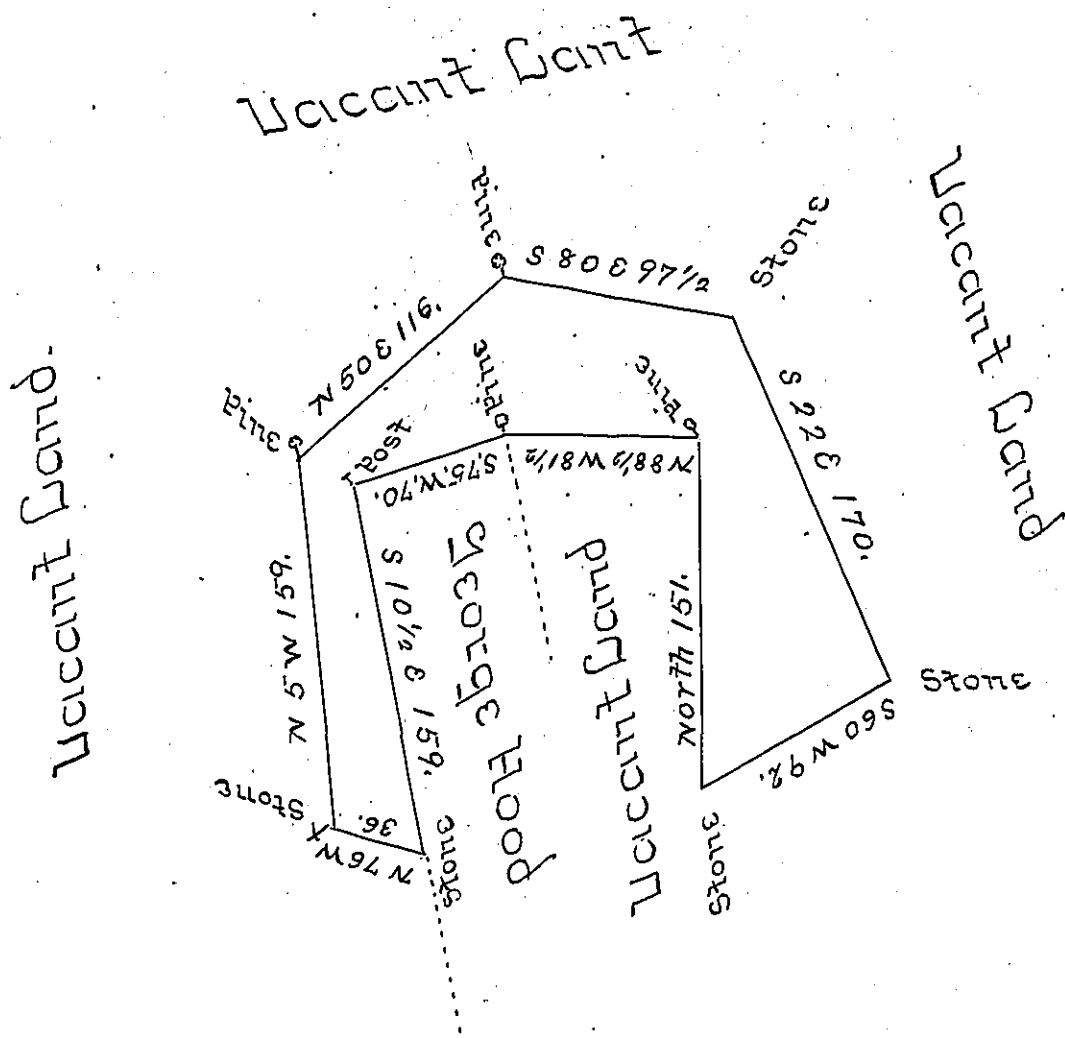 Vacant Lant
Vacant Land
Vacant Land.
Pine
S 80 E 97 1/2
Stone
N 50 E 116.
Pine
Pine
Pine
Post
S 22 E 170.
S,75,W,70.
N 88 1/2 W 81 1/2
N 5 W 159.
S 10 1/2 E 159.
George Hood
Vacant Land
North 151.
Stone
S 60 W 92.
Stone
Stone
N 76 W
36.
Stone